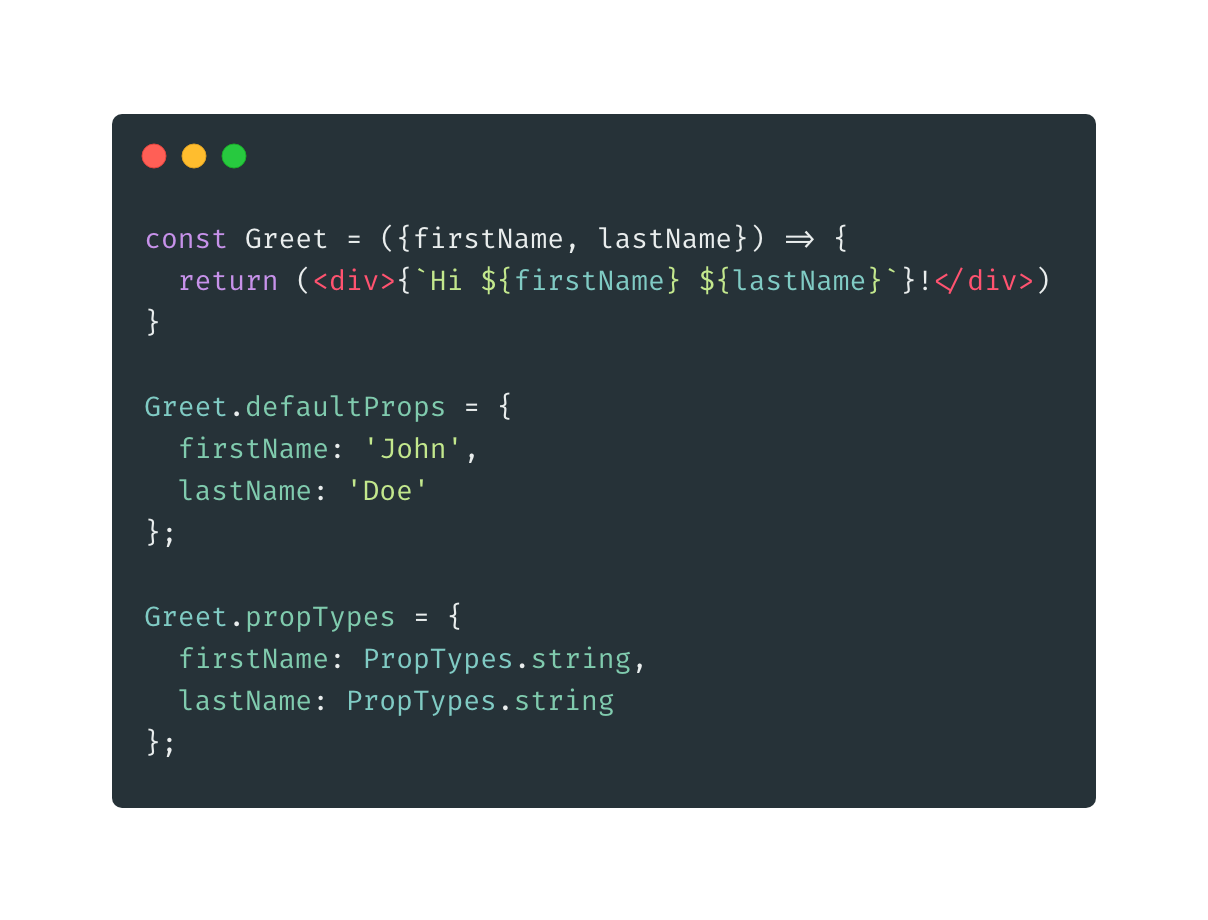 const Greet = ({firstName, lastName}) => {
  return (<div>{`Hi ${firstName} ${lastName}`}!</div>)
}

Greet.defaultProps = {
  firstName: 'John',
  lastName: 'Doe'
};

Greet.propTypes = {
  firstName: PropTypes.string,
  lastName: PropTypes.string
};